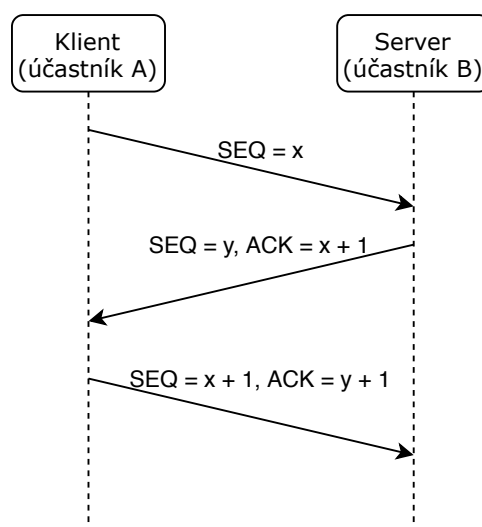 Klient
(účastník A)
Server
(účastník B)
SEQ = x
SEQ = y, ACK = x + 1
SEQ = x + 1, ACK = y + 1